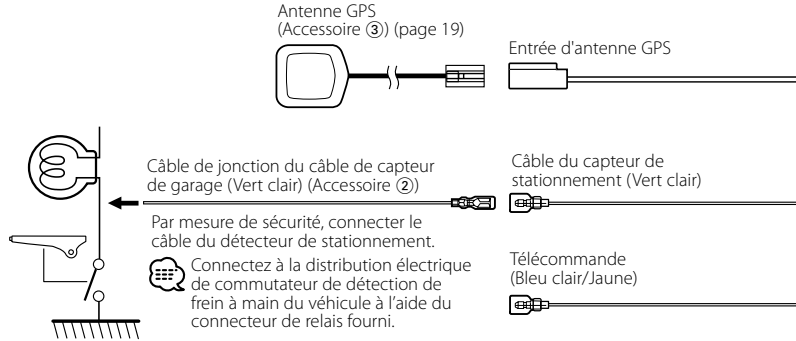 Antenne GPS
(Accessoire ③) (page 19)
Entrée d'antenne GPS
Câble de jonction du câble de capteur
de garage (Vert clair) (Accessoire ②)
Câble du capteur de
stationnement (Vert clair)
Par mesure de sécurité, connecter le
câble du détecteur de stationnement.
Connectez à la distribution électrique
de commutateur de détection de
frein à main du véhicule à l’aide du
connecteur de relais fourni.
Télécommande
(Bleu clair/Jaune)